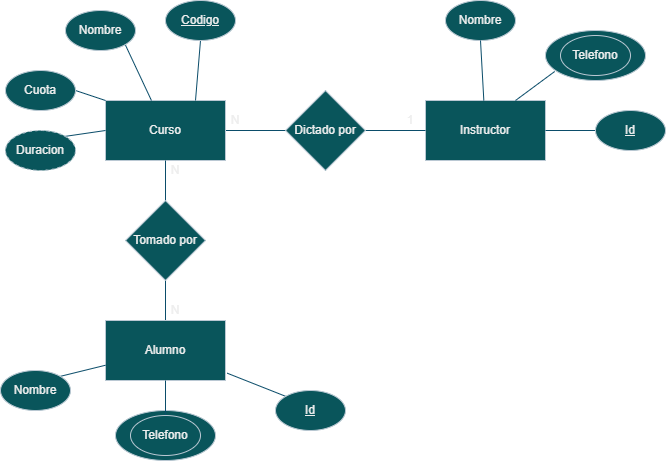 Codigo
Nombre
Nombre
Telefono
Cuota
N
1
Curso
Dictado por
Instructor
Id
Duracion
N
Tomado por
N
Alumno
Nombre
Id
Telefono